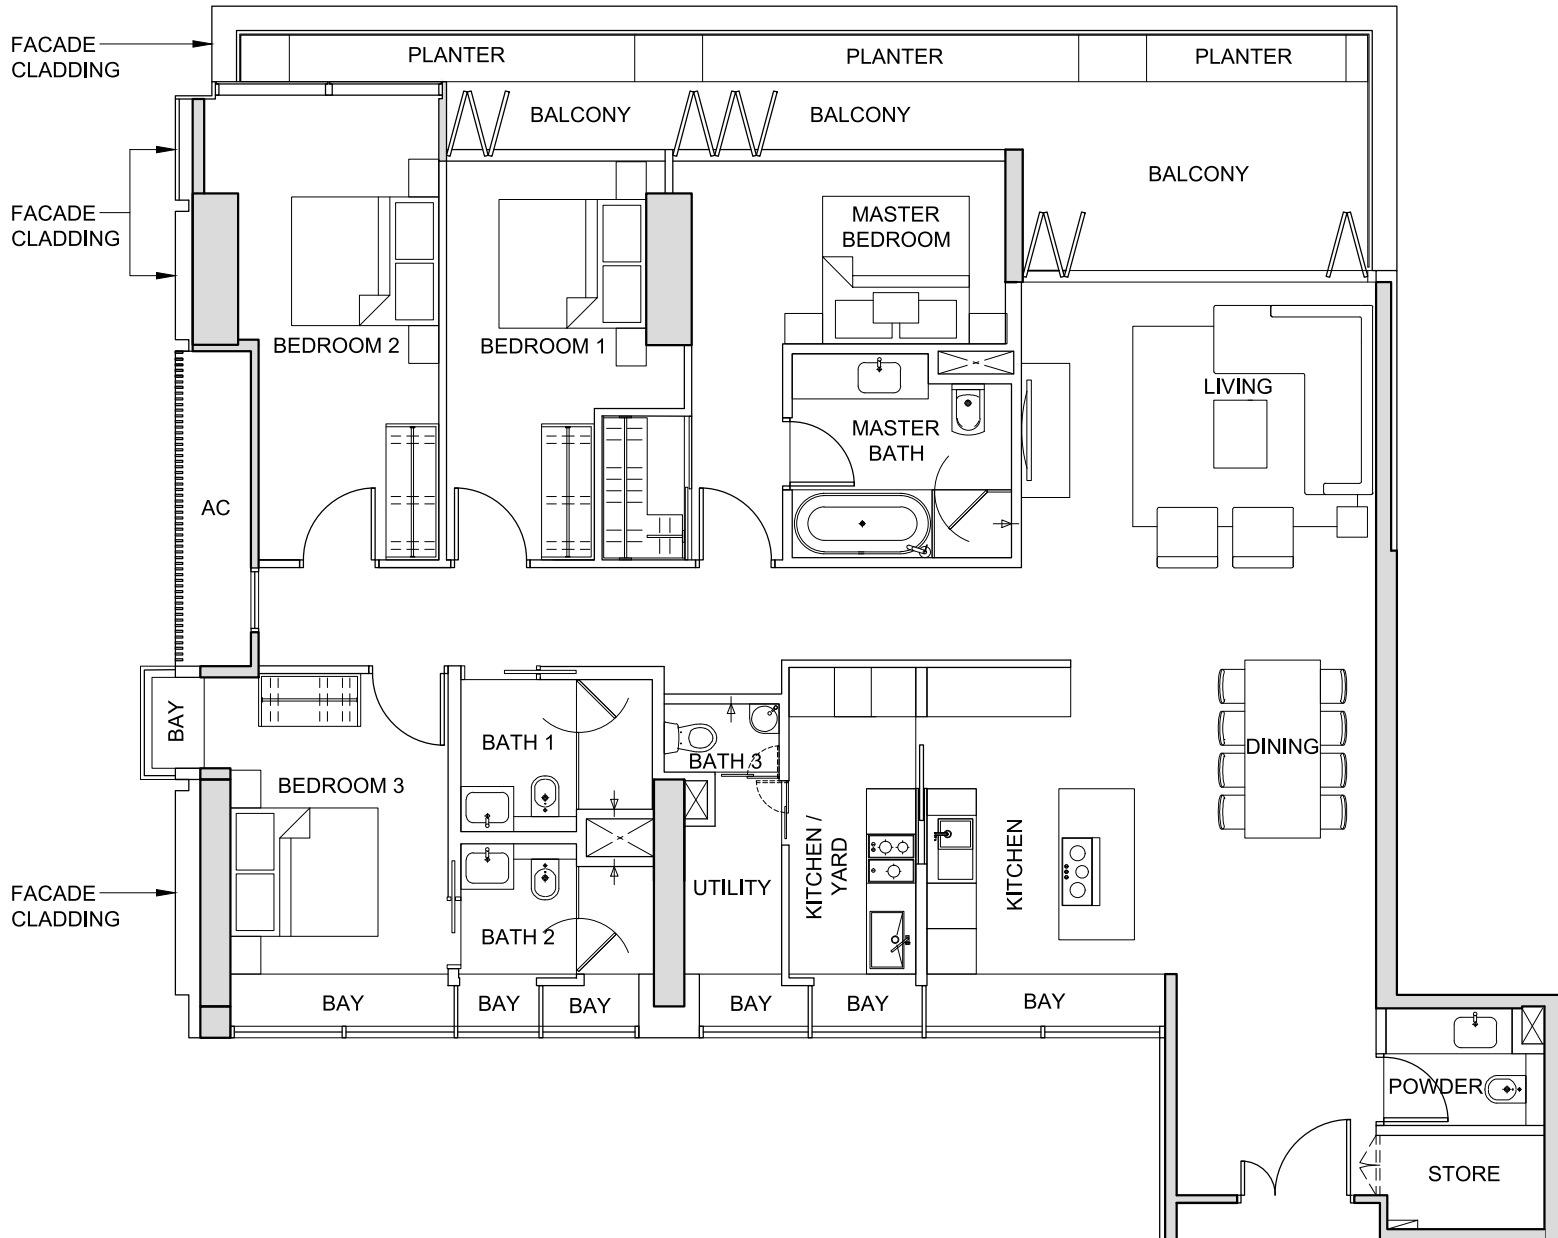 FACADE
CLADDING
PLANTER
PLANTER
PLANTER
BALCONY
BALCONY
BALCONY
FACADE
CLADDING
MASTER
BEDROOM
BEDROOM 2
BEDROOM 1
LIVING
MASTER
BATH
AC
BAY
BATH 1
BATH 3
DINING
BEDROOM 3
KITCHEN /
YARD
KITCHEN
UTILITY
FACADE
CLADDING
BATH 2
BAY
BAY
BAY
BAY
BAY
BAY
POWDER
STORE